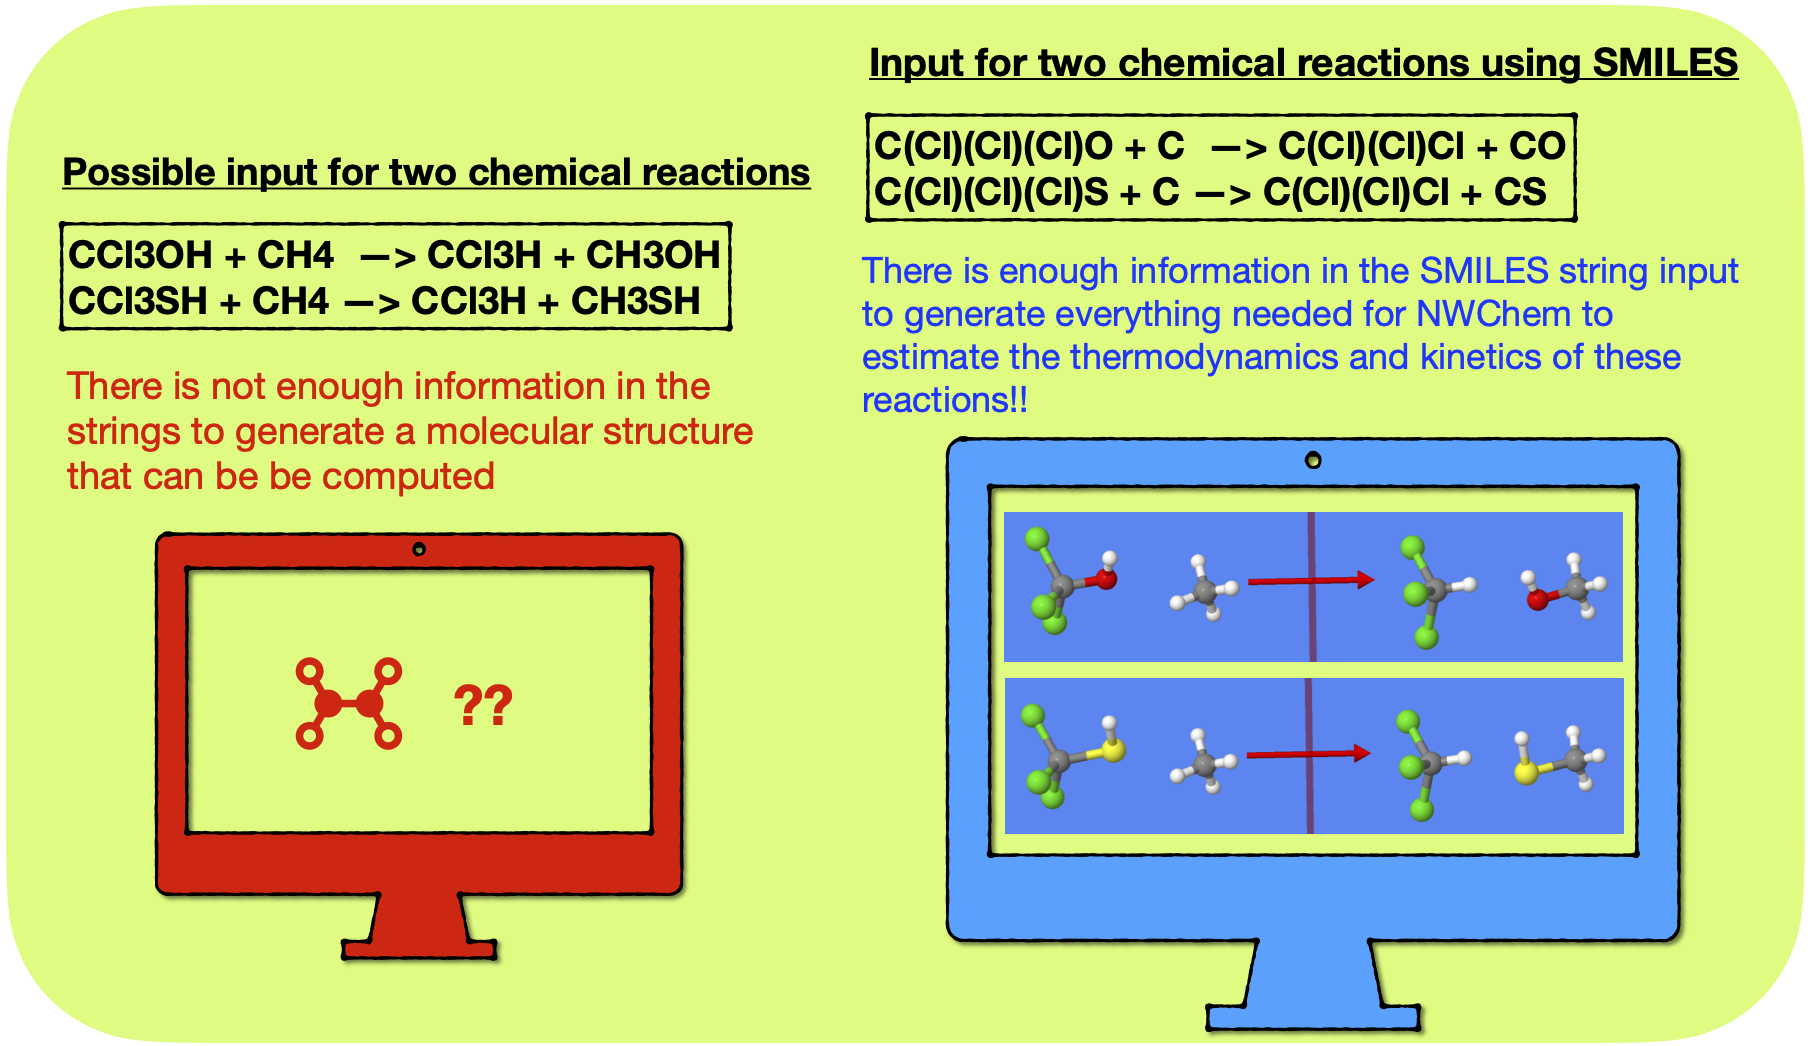 Possible input for two chemical reactions
CCl3OH + CH4 —> CCl3H + CH3OH
CCl3SH + CH4 —> CCl3H + CH3SH
There is not enough information in the
strings to generate a molecular structure
that can be be computed
??
Input for two chemical reactions using SMILES
C(Cl)(Cl)(Cl)O + C —> C(Cl)(Cl)Cl + CO
C(Cl)(Cl)(Cl)S + C —> C(Cl)(Cl)Cl + CS
There is enough information in the SMILES string input
to generate everything needed for NWChem to
estimate the thermodynamics and kinetics of these
reactions!!